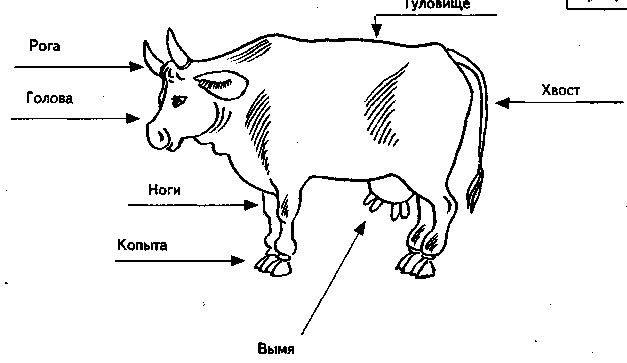 Туловище
Рога
Хвост
Голова
Ноги
Копыта
Вымя